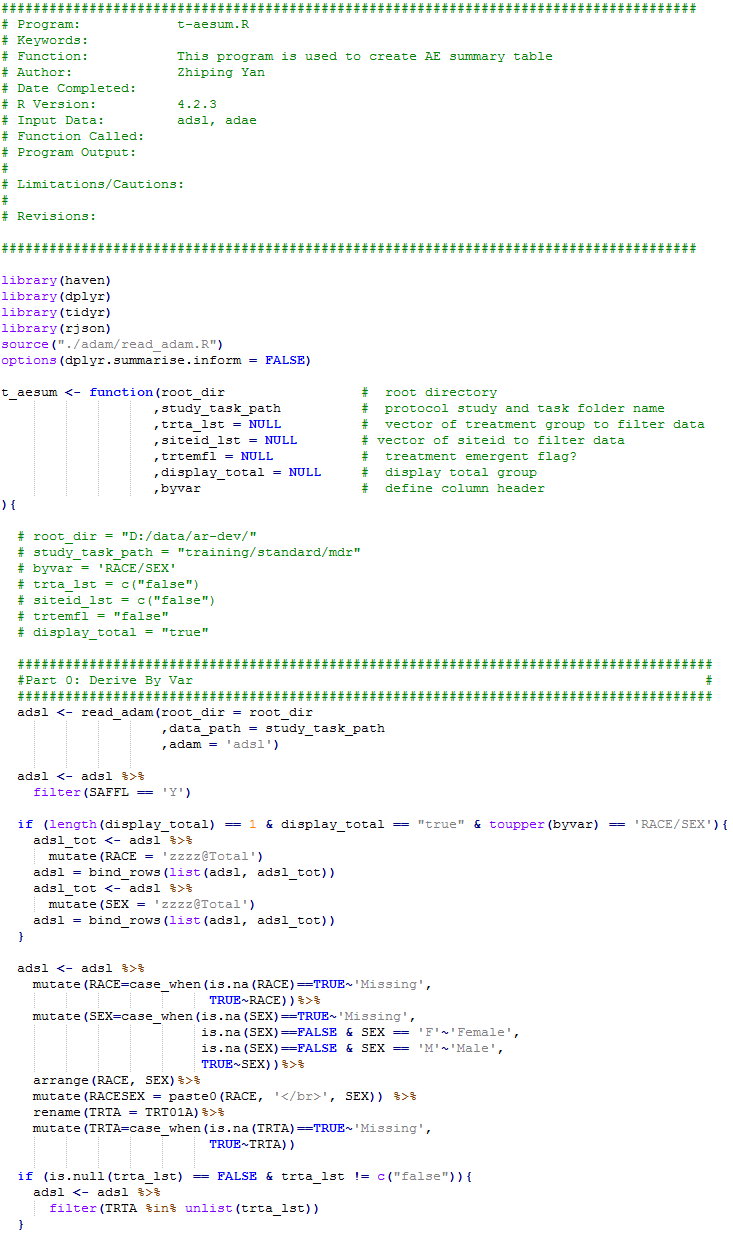 #######################################################################################
# Program:             t-aesum.R
# Keywords:
# Function:            This program is used to create AE summary table
# Author:              Zhiping Yan
# Date Completed:
# R Version:           4.2.3
# Input Data:          adsl, adae
# Function Called:
# Program Output:
#
# Limitations/Cautions:
#
# Revisions:
#######################################################################################
library(haven)
library(dplyr)
library(tidyr)
library(rjson)
source("./adam/read_adam.R")
options(dplyr.summarise.inform = FALSE)
t_aesum <- function(root_dir                 #  root directory
                   ,study_task_path          #  protocol study and task folder name
                   ,trta_lst = NULL          #  vector of treatment group to filter data
                   ,siteid_lst = NULL        # vector of siteid to filter data
                   ,trtemfl = NULL           #  treatment emergent flag?
                   ,display_total = NULL     #  display total group
                   ,byvar                    #  define column header
){
  # root_dir = "D:/data/ar-dev/"
  # study_task_path = "training/standard/mdr"
  # byvar = 'RACE/SEX'
  # trta_lst = c("false")
  # siteid_lst = c("false")
  # trtemfl = "false"
  # display_total = "true"
  #######################################################################################
  #Part 0: Derive By Var                                                                #
  #######################################################################################
  adsl <- read_adam(root_dir = root_dir
                    ,data_path = study_task_path
                    ,adam = 'adsl')
  adsl <- adsl %>%
    filter(SAFFL == 'Y')
  if (length(display_total) == 1 & display_total == "true" & toupper(byvar) == 'RACE/SEX'){
    adsl_tot <- adsl %>%
      mutate(RACE = 'zzzz@Total')
    adsl = bind_rows(list(adsl, adsl_tot))
    adsl_tot <- adsl %>%
      mutate(SEX = 'zzzz@Total')
    adsl = bind_rows(list(adsl, adsl_tot))
  }
  adsl <- adsl %>%
    mutate(RACE=case_when(is.na(RACE)==TRUE~'Missing',
                          TRUE~RACE))%>%
    mutate(SEX=case_when(is.na(SEX)==TRUE~'Missing',
                         is.na(SEX)==FALSE & SEX == 'F'~'Female',
                         is.na(SEX)==FALSE & SEX == 'M'~'Male',
                         TRUE~SEX))%>%
    arrange(RACE, SEX)%>%
    mutate(RACESEX = paste0(RACE, '</br>', SEX)) %>%
    rename(TRTA = TRT01A)%>%
    mutate(TRTA=case_when(is.na(TRTA)==TRUE~'Missing',
                          TRUE~TRTA))
  if (is.null(trta_lst) == FALSE & trta_lst != c("false")){
    adsl <- adsl %>%
      filter(TRTA %in% unlist(trta_lst))
  }